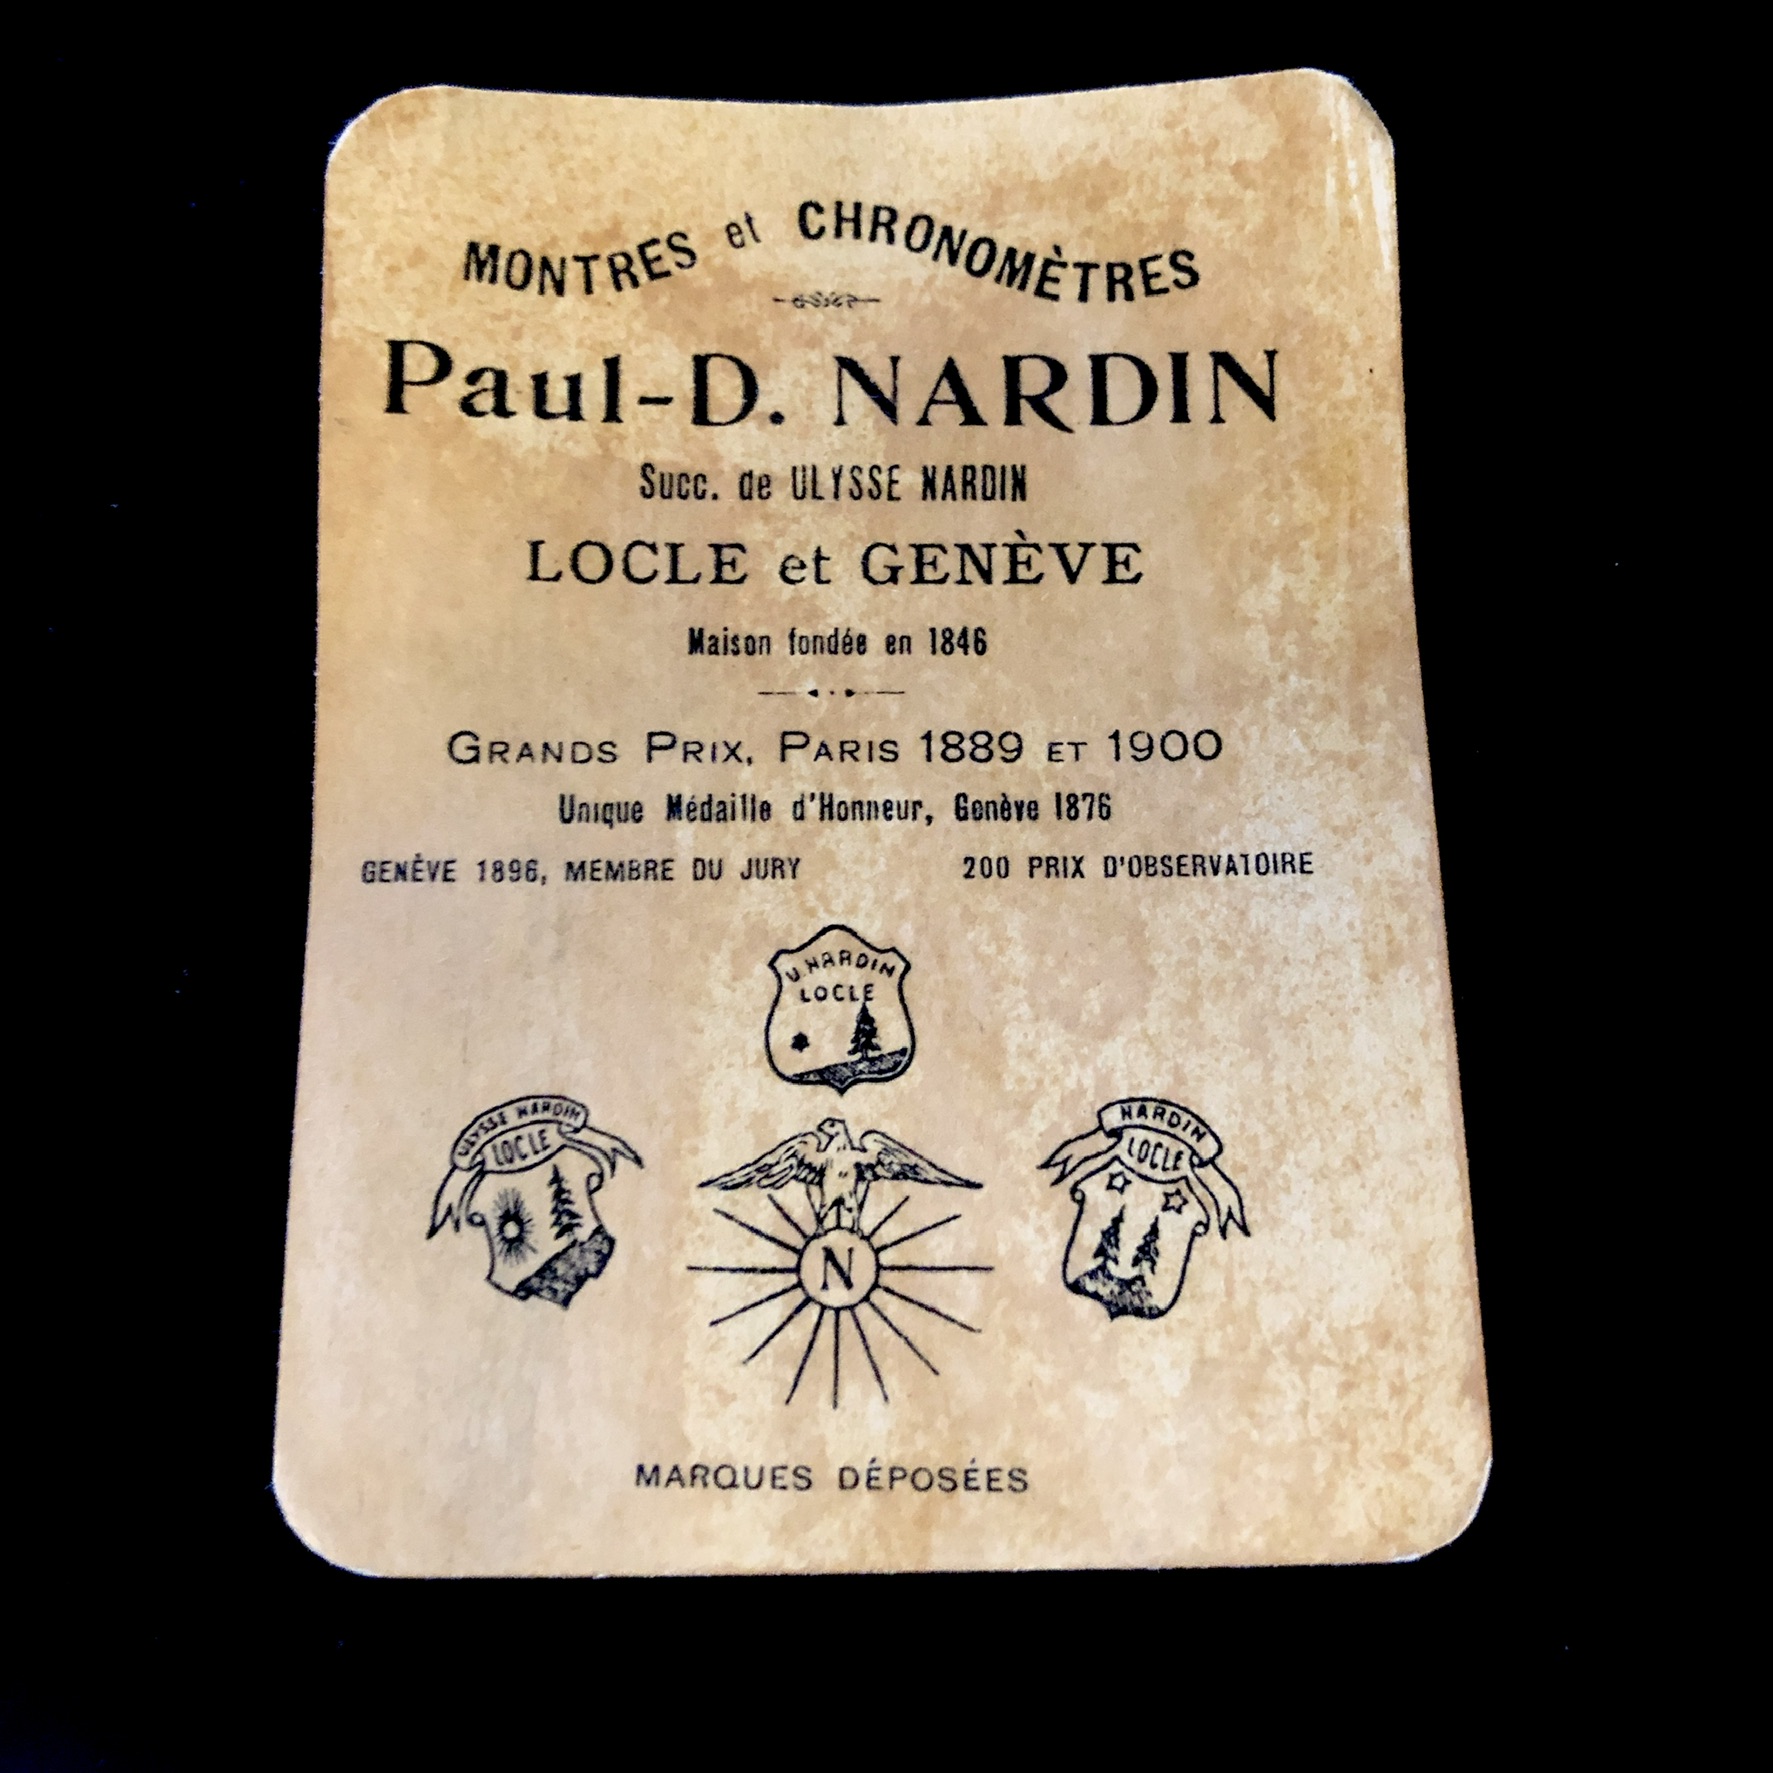 MONTRES et CHRONOMÈTRES
Paul-D. NARDIN
Succ. de ULYSSE NARDIN
LOCLE et GENÈVE
Maison fondée en 1846
GRANDS PRIX, PARIS 1889 ET 1900
Unique Médaille d'Honneur, Genève 1876
GENÈVE 1896, MEMBRE DU JURY 200 PRIX D'OBSERVATOIRE
U. NARDIN
LOCLE
ULYSSE NARDIN
LOCLE
N
NARDIN
LOCLE
MARQUES DÉPOSÉES